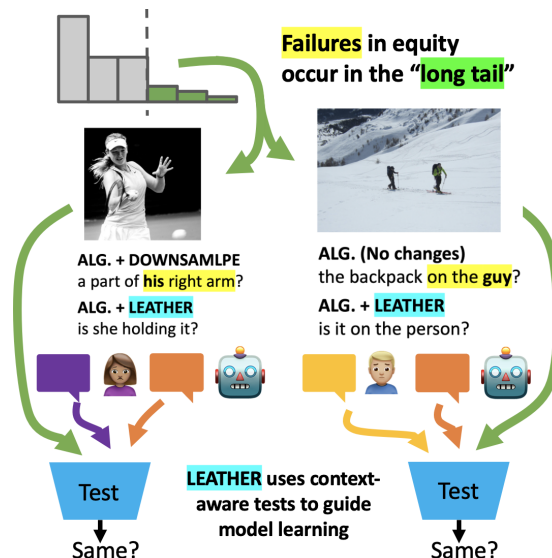 Failures in equity
occur in the “long tail”
ALG. + DOWNSAMLPE
a part of his right arm?
ALG. + LEATHER
is she holding it?
ALG. (No changes)
the backpack on the guy?
ALG. + LEATHER
is it on the person?
Test
Same?
LEATHER uses context-
aware tests to guide
model learning
Test
Same?